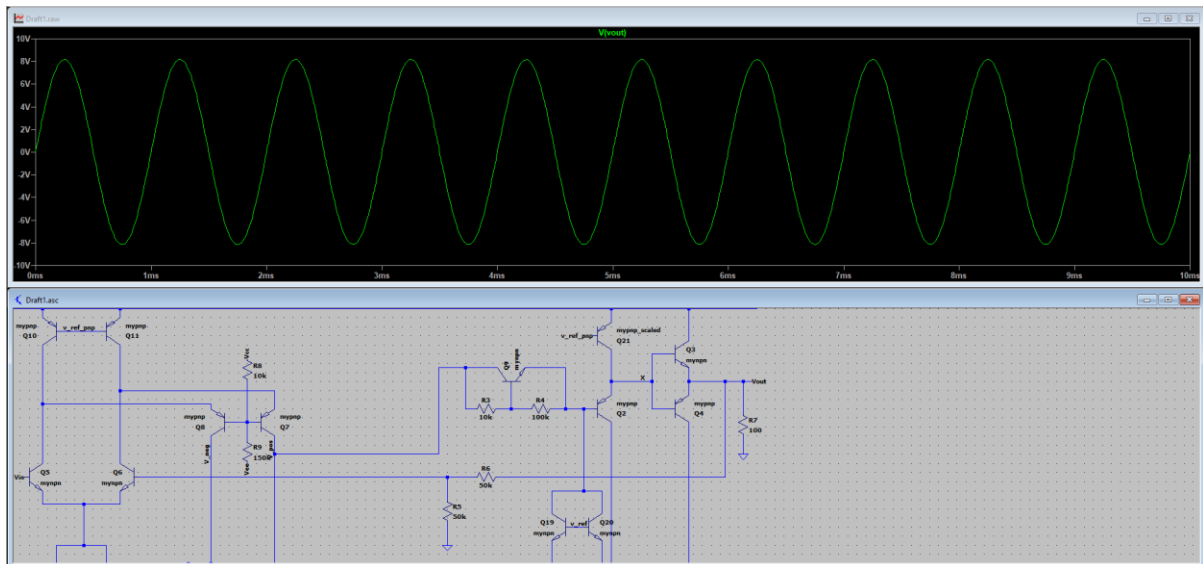 Draft1.raw
V(vout)
10V
8V
6V
4V
2V
0V
-2V
-4V
-6V
-8V
-10V
0ms 1ms 2ms 3ms 4ms 5ms 6ms 7ms 8ms 9ms 10ms
Draft1.asc
mypnp
Q10
v_ref_pnp
mypnp
Q11
Vcc
R8
10k
mypnp
Q8
mypnp
Q7
R9
150k
Vee
V_neg
Vin
Q5
mynpn
Q6
mynpn
Q9
mynpn
R3
10k
R4
100k
R6
50k
R5
50k
v_ref_pnp
mypnp_scaled
Q21
X
Q3
mynpn
mypnp
Q2
mypnp
Q4
Vout
R7
100
Q19
mynpn
v_ref
Q20
mynpn